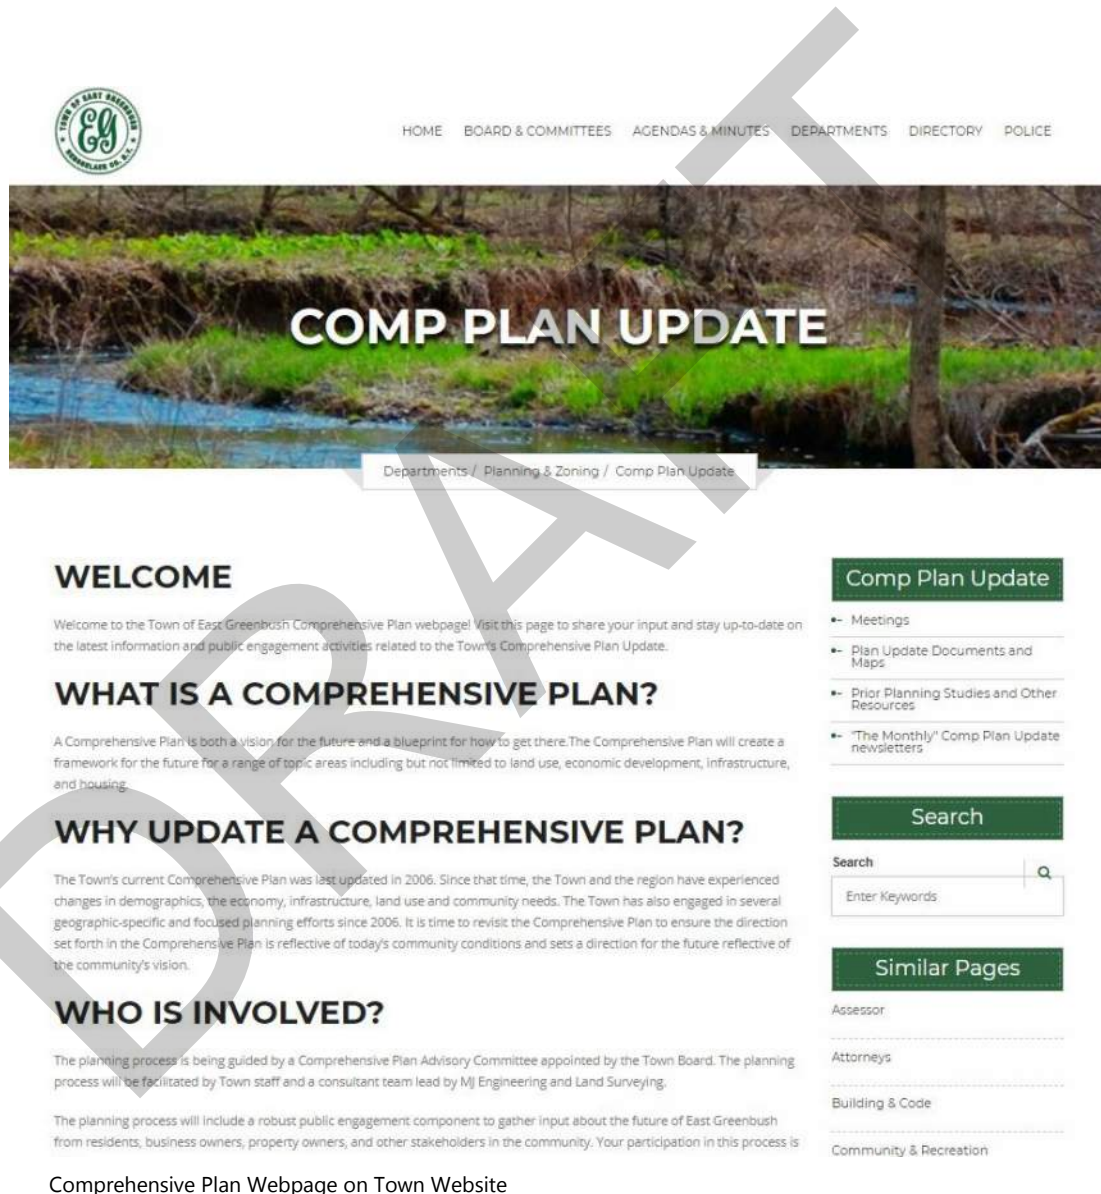 TOWN OF EAST GREENBUSH
EG
RENSSELAER CO. N.Y.
HOME BOARD & COMMITTEES AGENDAS & MINUTES DEPARTMENTS DIRECTORY POLICE
COMP PLAN UPDATE
Departments / Planning & Zoning / Comp Plan Update
WELCOME
Welcome to the Town of East Greenbush Comprehensive Plan webpage! Visit this page to share your input and stay up-to-date on
the latest information and public engagement activities related to the Town's Comprehensive Plan Update.
WHAT IS A COMPREHENSIVE PLAN?
A Comprehensive Plan is both a vision for the future and a blueprint for how to get there.The Comprehensive Plan will create a
framework for the future for a range of topic areas including but not limited to land use, economic development, infrastructure,
and housing.
WHY UPDATE A COMPREHENSIVE PLAN?
The Town's current Comprehensive Plan was last updated in 2006. Since that time, the Town and the region have experienced
changes in demographics, the economy, infrastructure, land use and community needs. The Town has also engaged in several
geographic-specific and focused planning efforts since 2006. It is time to revisit the Comprehensive Plan to ensure the direction
set forth in the Comprehensive Plan is reflective of today's community conditions and sets a direction for the future reflective of
the community's vision.
WHO IS INVOLVED?
The planning process is being guided by a Comprehensive Plan Advisory Committee appointed by the Town Board. The planning
process will be facilitated by Town staff and a consultant team lead by MJ Engineering and Land Surveying.
The planning process will include a robust public engagement component to gather input about the future of East Greenbush
from residents, business owners, property owners, and other stakeholders in the community. Your participation in this process is
Comp Plan Update
Meetings
Plan Update Documents and
Maps
Prior Planning Studies and Other
Resources
"The Monthly" Comp Plan Update
newsletters
Search
Search
Enter Keywords
Similar Pages
Assessor
Attorneys
Building & Code
Community & Recreation
Comprehensive Plan Webpage on Town Website
DRAFT